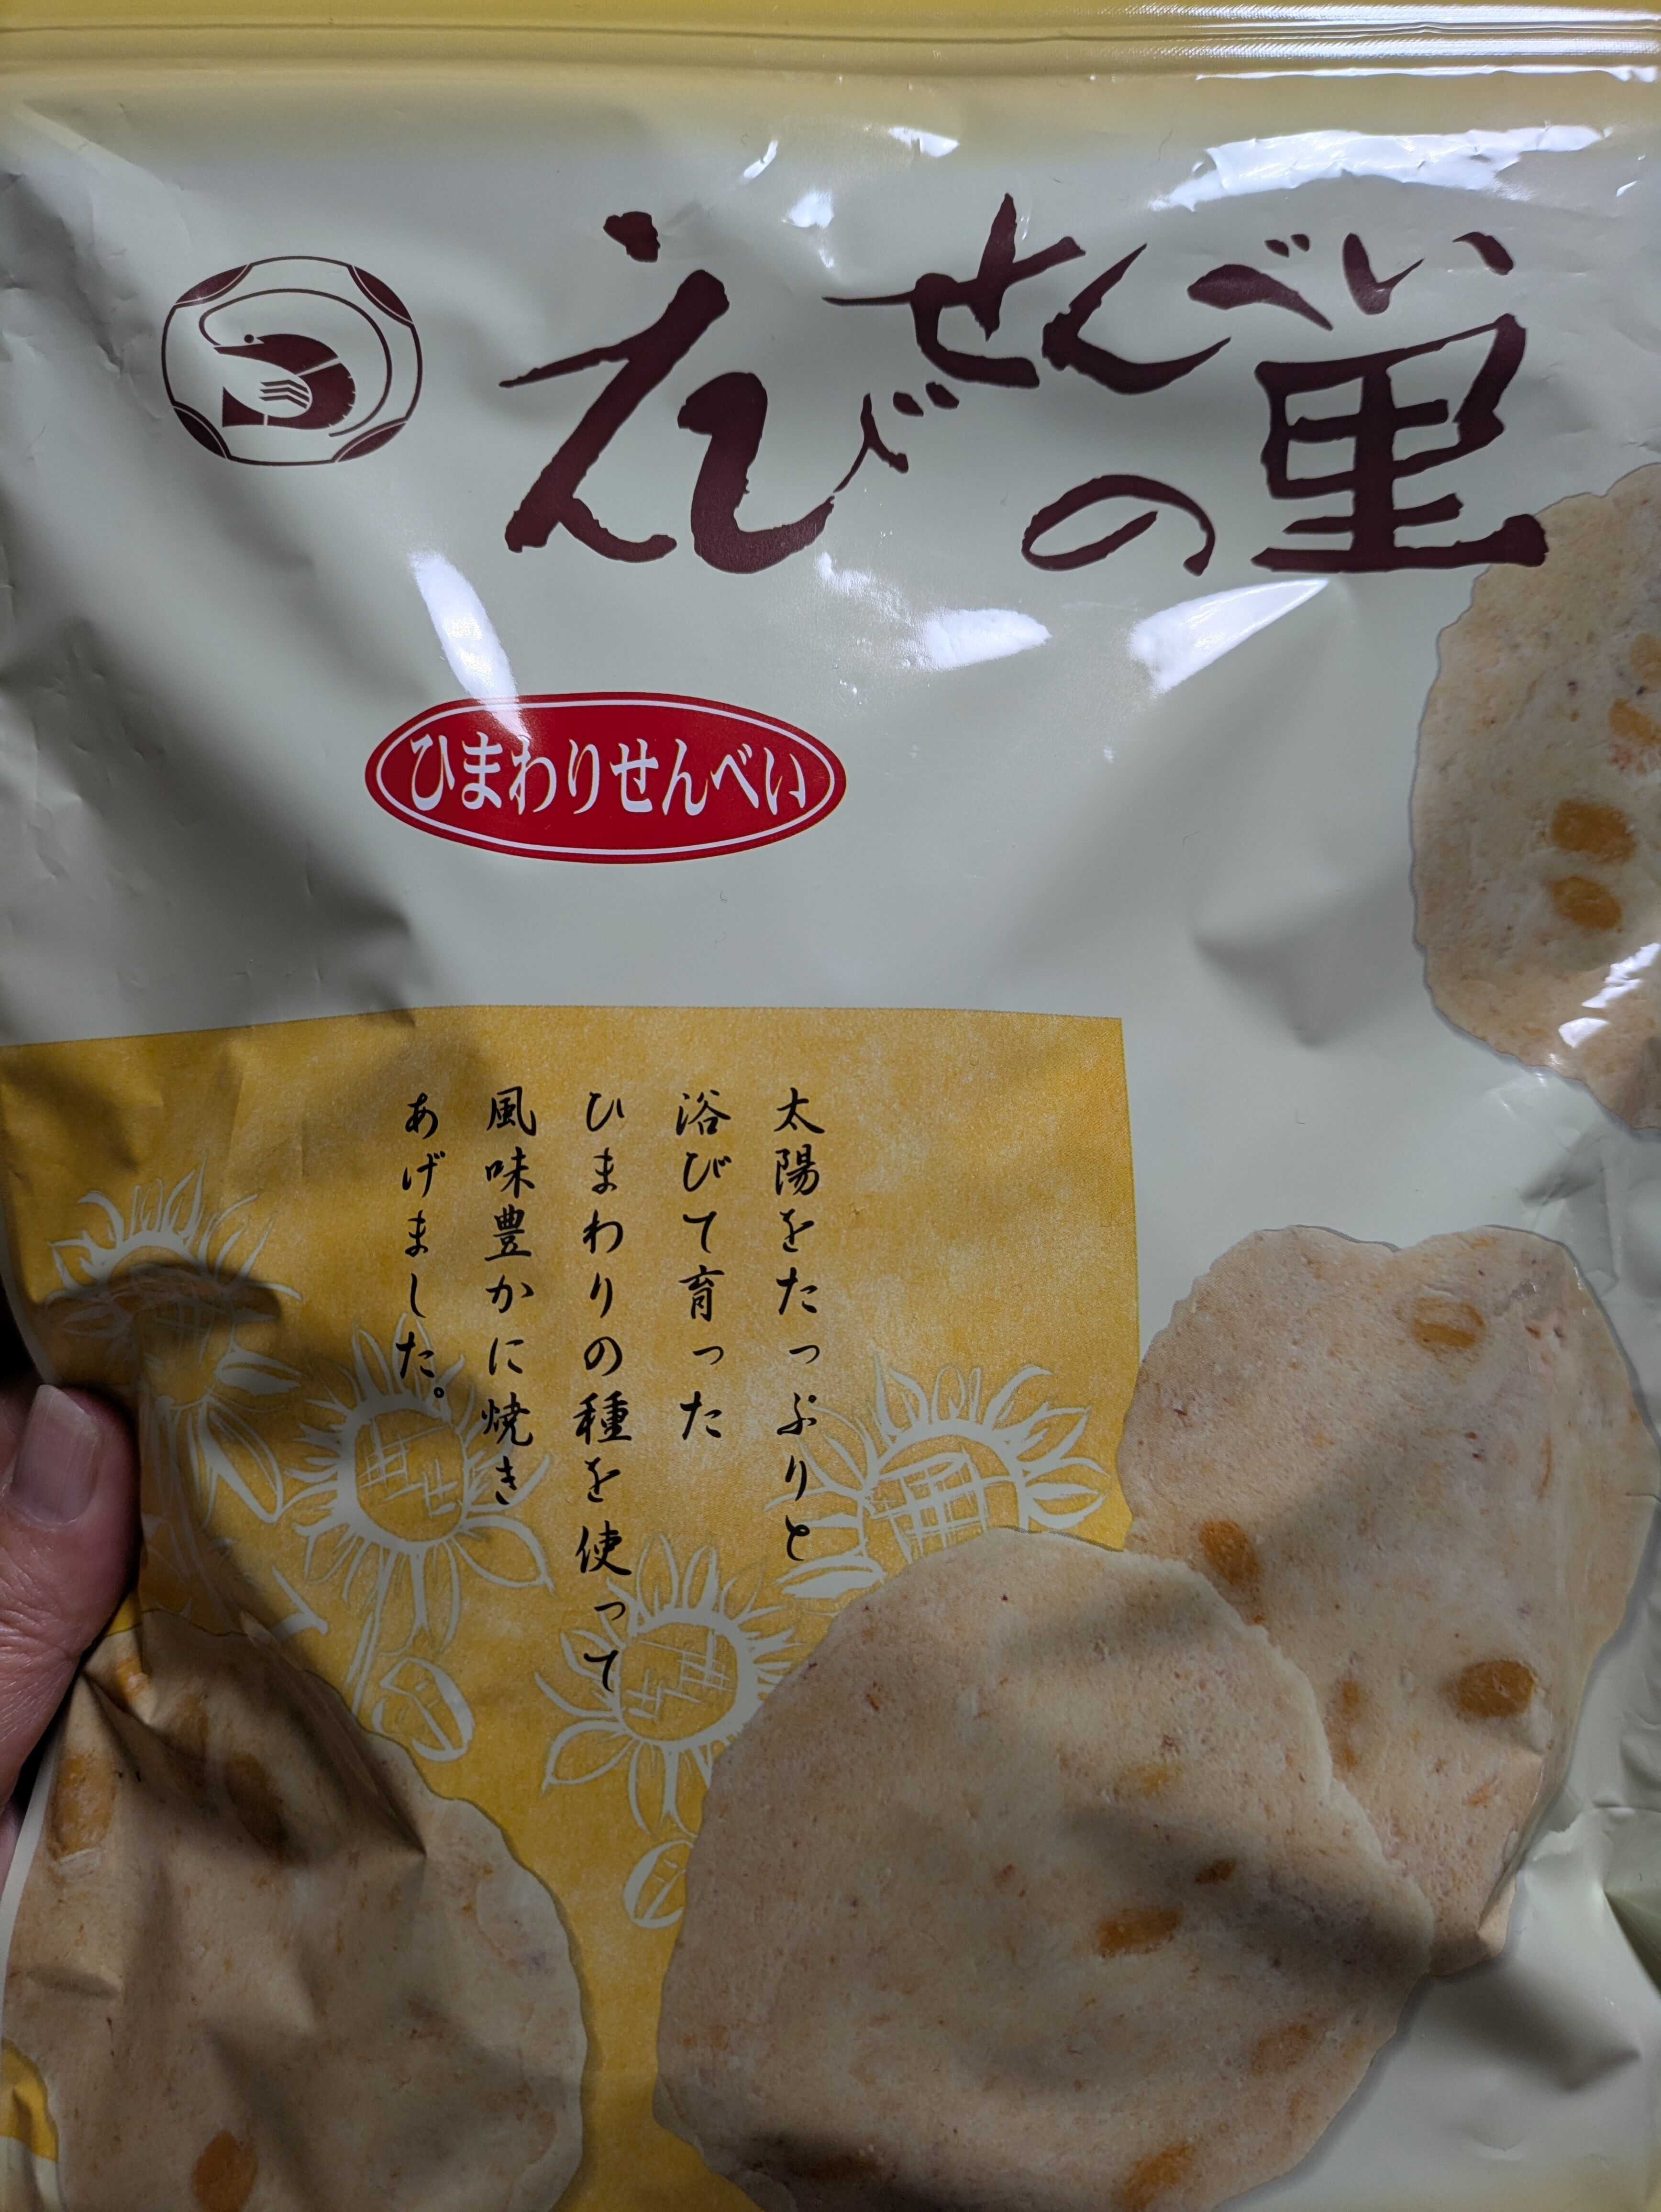 えびせんべいの里
ひまわりせんべい
太陽をたっぷりと
浴びて育った
ひまわりの種を使って
風味豊かに焼き
あげました。